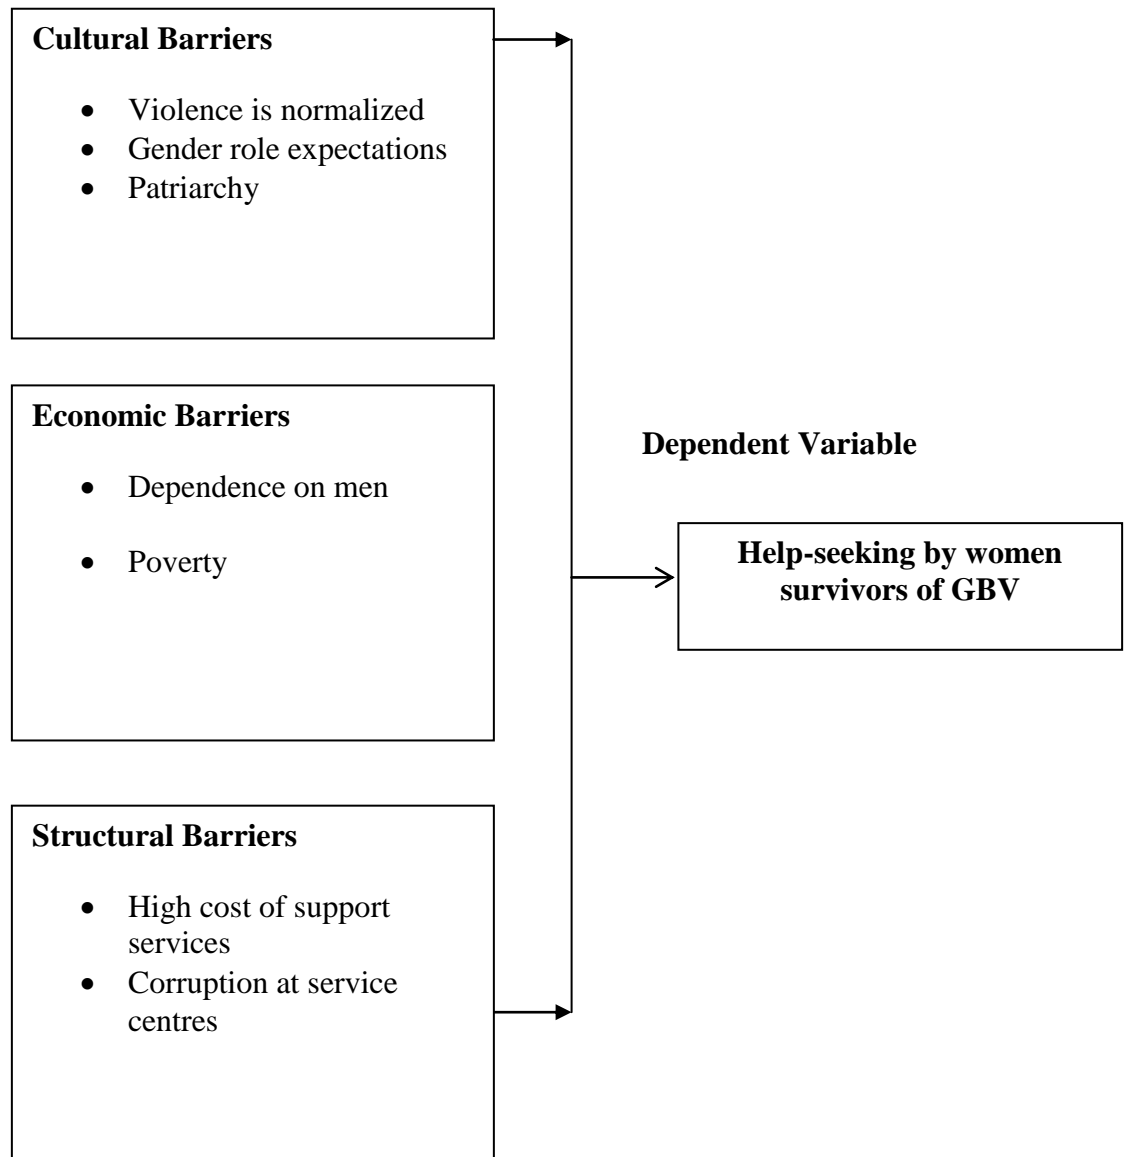 Cultural Barriers
• Violence is normalized
• Gender role expectations
• Patriarchy
Economic Barriers
• Dependence on men
• Poverty
Structural Barriers
• High cost of support
services
• Corruption at service
centres
Dependent Variable
Help-seeking by women
survivors of GBV